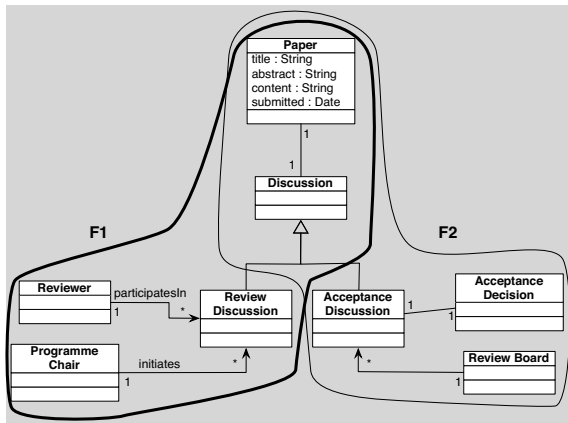 Paper
title : String
abstract : String
content : String
submitted : Date
1
1
Discussion
F1
F2
Reviewer
participatesIn
1
*
Review
Discussion
Acceptance
Discussion
1
1
Acceptance
Decision
Programme
Chair
initiates
1
*
*
1
Review Board